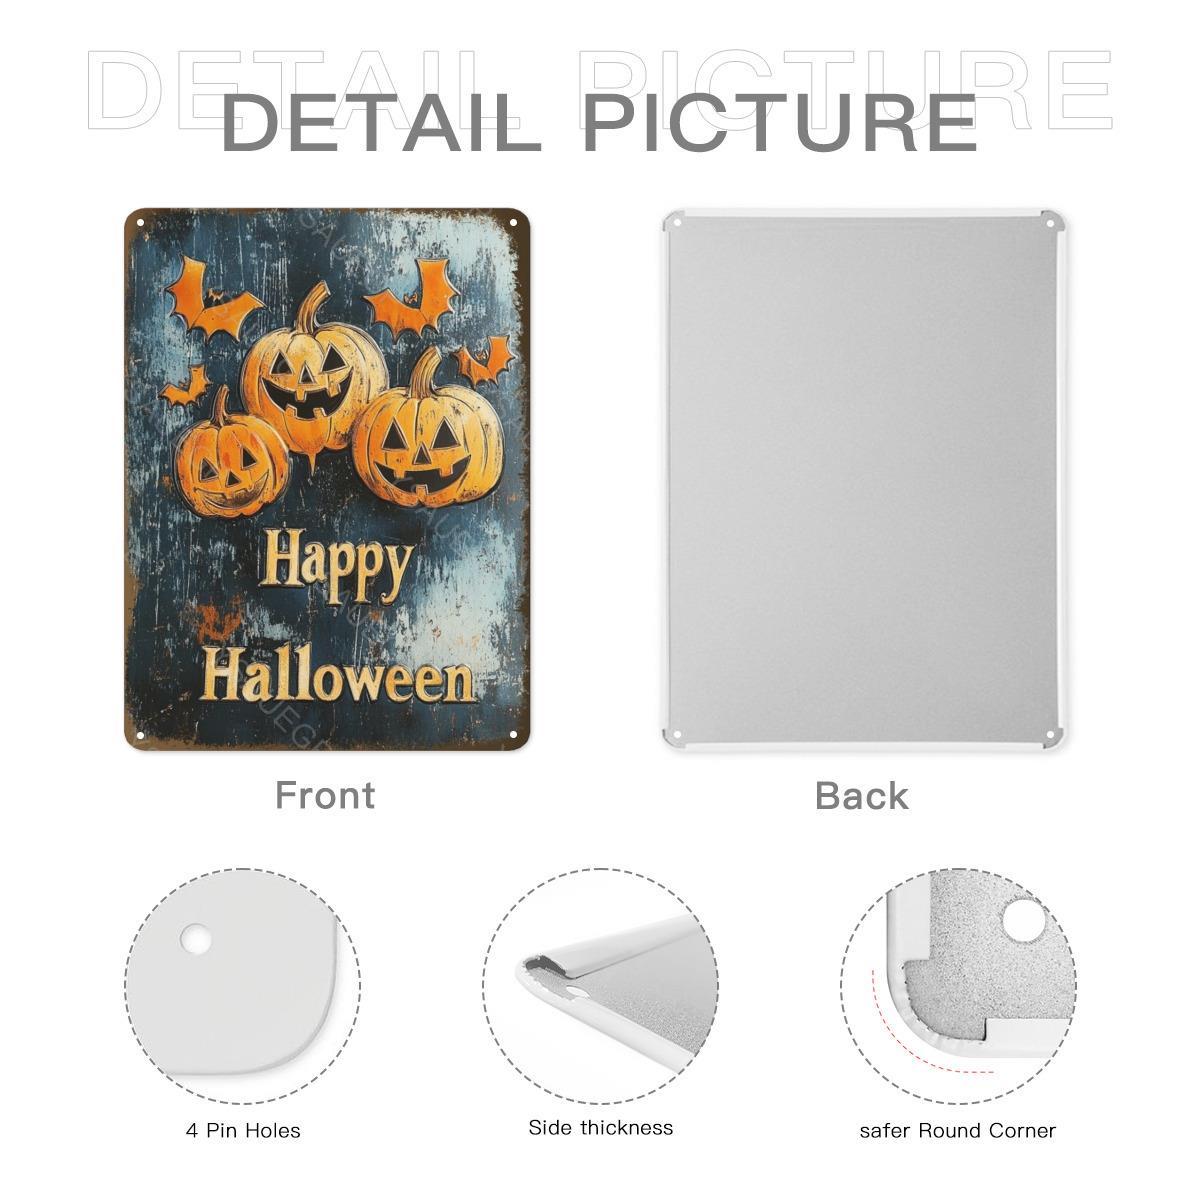 DETAIL PICTURE
DETAIL PICTURE
Happy
Halloween
Front
Back
4 Pin Holes
Side thickness
safer Round Corner